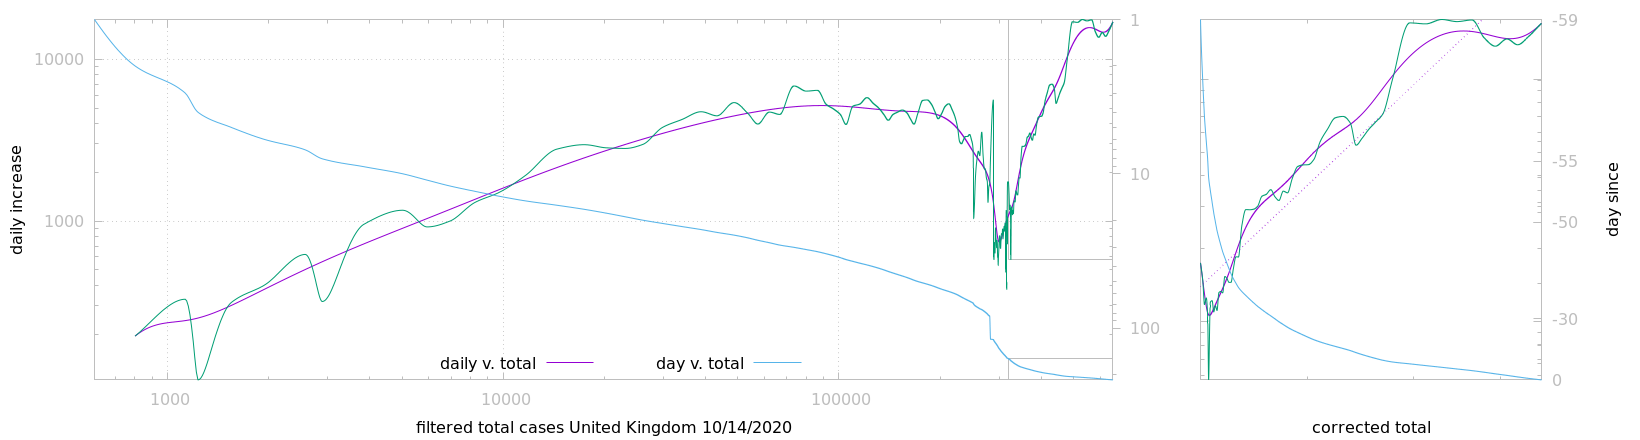 1
-59
10000
-55
10
daily increase
day since
1000
-50
-30
100
daily v. total
day v. total
0
1000
10000
100000
filtered total cases United Kingdom 10/14/2020
corrected total